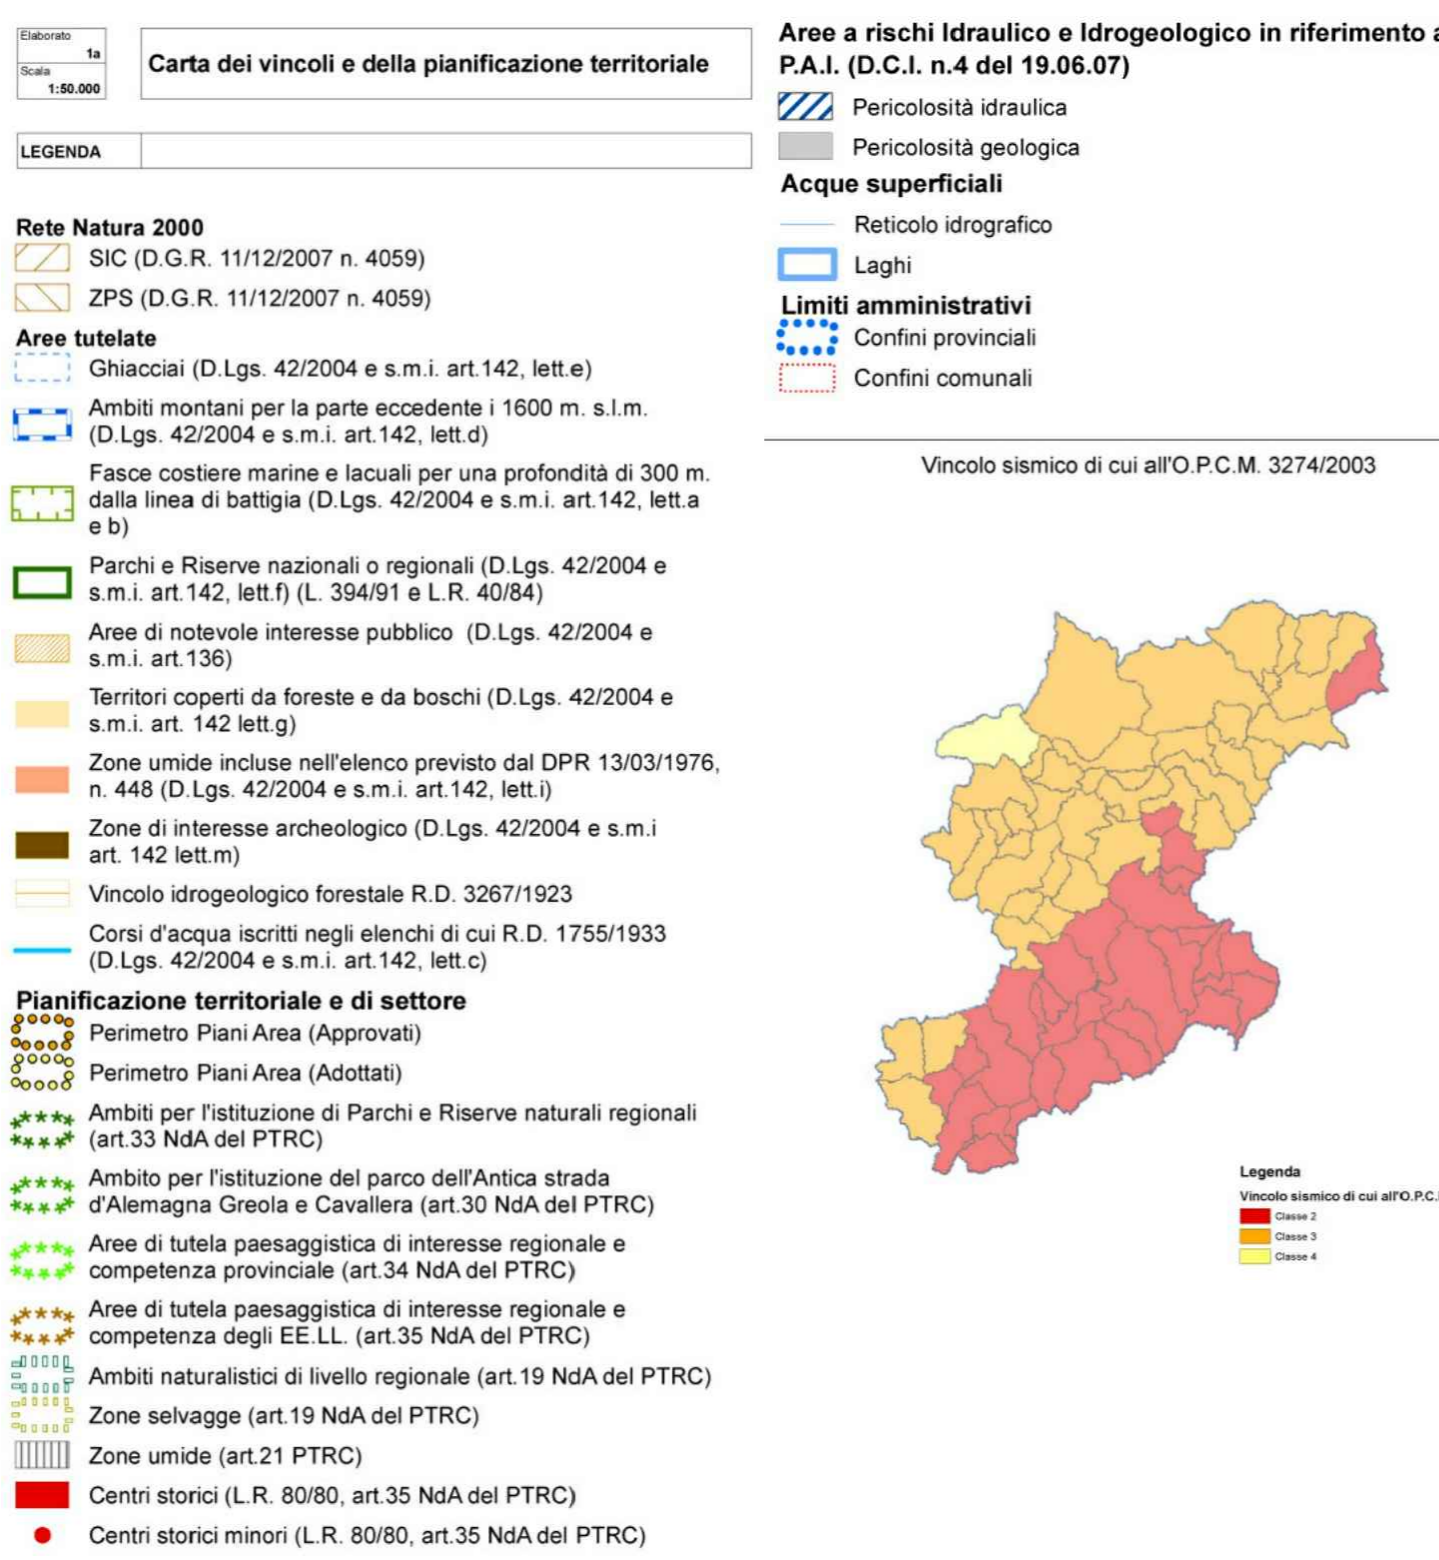 Elaborato
1a
Scala
1:50.000
Carta dei vincoli e della pianificazione territoriale
LEGENDA
Rete Natura 2000
SIC (D.G.R. 11/12/2007 n. 4059)
ZPS (D.G.R. 11/12/2007 n. 4059)
Aree tutelate
Ghiacciai (D.Lgs. 42/2004 e s.m.i. art.142, lett.e)
Ambiti montani per la parte eccedente i 1600 m. s.l.m.
(D.Lgs. 42/2004 e s.m.i. art.142, lett.d)
Fasce costiere marine e lacuali per una profondità di 300 m.
dalla linea di battigia (D.Lgs. 42/2004 e s.m.i. art.142, lett.a
e b)
Parchi e Riserve nazionali o regionali (D.Lgs. 42/2004 e
s.m.i. art.142, lett.f) (L. 394/91 e L.R. 40/84)
Aree di notevole interesse pubblico (D.Lgs. 42/2004 e
s.m.i. art.136)
Territori coperti da foreste e da boschi (D.Lgs. 42/2004 e
s.m.i. art. 142 lett.g)
Zone umide incluse nell'elenco previsto dal DPR 13/03/1976,
n. 448 (D.Lgs. 42/2004 e s.m.i. art.142, lett.i)
Zone di interesse archeologico (D.Lgs. 42/2004 e s.m.i
art. 142 lett.m)
Vincolo idrogeologico forestale R.D. 3267/1923
Corsi d'acqua iscritti negli elenchi di cui R.D. 1755/1933
(D.Lgs. 42/2004 e s.m.i. art.142, lett.c)
Pianificazione territoriale e di settore
Perimetro Piani Area (Approvati)
Perimetro Piani Area (Adottati)
Ambiti per l'istituzione di Parchi e Riserve naturali regionali
(art.33 NdA del PTRC)
Ambito per l'istituzione del parco dell'Antica strada
d'Alemagna Greola e Cavallera (art.30 NdA del PTRC)
Aree di tutela paesaggistica di interesse regionale e
competenza provinciale (art.34 NdA del PTRC)
Aree di tutela paesaggistica di interesse regionale e
competenza degli EE.LL. (art.35 NdA del PTRC)
Ambiti naturalistici di livello regionale (art.19 NdA del PTRC)
Zone selvagge (art.19 NdA del PTRC)
Zone umide (art.21 PTRC)
Centri storici (L.R. 80/80, art.35 NdA del PTRC)
Centri storici minori (L.R. 80/80, art.35 NdA del PTRC)
Aree a rischi Idraulico e Idrogeologico in riferimento a
P.A.I. (D.C.I. n.4 del 19.06.07)
Pericolosità idraulica
Pericolosità geologica
Acque superficiali
Reticolo idrografico
Laghi
Limiti amministrativi
Confini provinciali
Confini comunali
Vincolo sismico di cui all'O.P.C.M. 3274/2003
Legenda
Vincolo sismico di cui all'O.P.C.
Classe 2
Classe 3
Classe 4